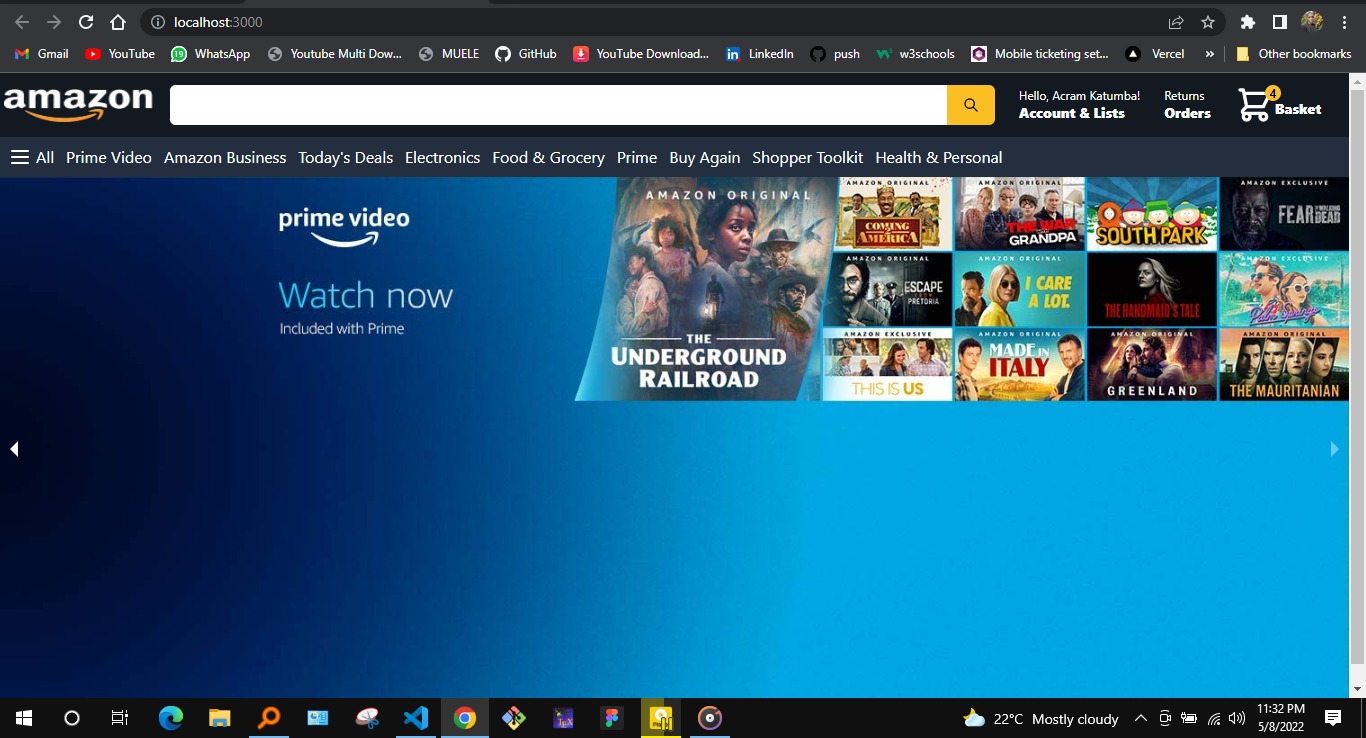 localhost:3000
Gmail YouTube WhatsApp Youtube Multi Dow... MUELE GitHub YouTube Download... LinkedIn push w3schools Mobile ticketing set... Vercel » Other bookmarks
amazon
Hello, Acram Katumba!
Account & Lists
Returns
Orders
4
Basket
All Prime Video Amazon Business Today's Deals Electronics Food & Grocery Prime Buy Again Shopper Toolkit Health & Personal
prime video
Watch now
Included with Prime
AMAZON ORIGINAL
THE
UNDERGROUND
RAILROAD
AMAZON ORIGINAL
COMING
2
AMERICA
AMAZON ORIGINAL
THE WAR
WITH
GRANDPA
SOUTH PARK
AMAZON EXCLUSIVE
FEAR THE WALKING
DEAD
AMAZON ORIGINAL
ESCAPE
FROM
PRETORIA
AMAZON ORIGINAL
I CARE
A LOT.
THE HANDMAID'S TALE
AMAZON EXCLUSIVE
Palm Springs
AMAZON EXCLUSIVE
THIS IS US
AMAZON ORIGINAL
MADE IN
ITALY
AMAZON ORIGINAL
GREENLAND
AMAZON ORIGINAL
THE MAURITANIAN
22°C Mostly cloudy
11:32 PM
5/8/2022